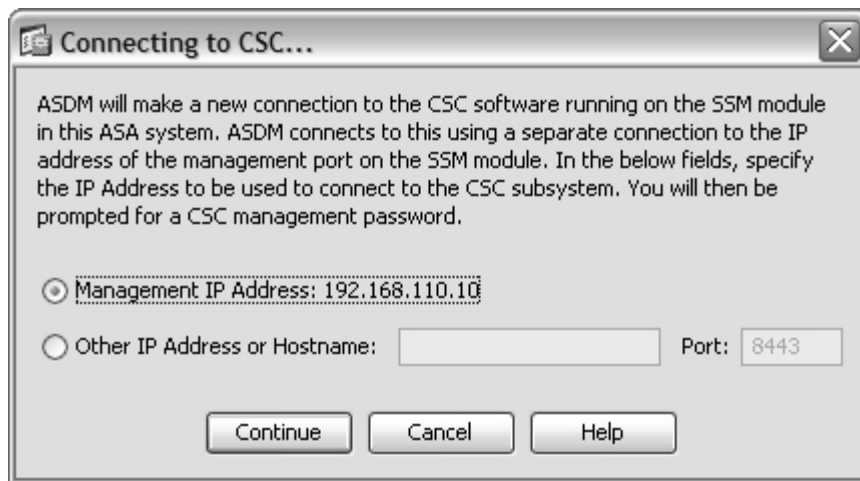 Connecting to CSC...
ASDM will make a new connection to the CSC software running on the SSM module
in this ASA system. ASDM connects to this using a separate connection to the IP
address of the management port on the SSM module. In the below fields, specify
the IP Address to be used to connect to the CSC subsystem. You will then be
prompted for a CSC management password.
Management IP Address: 192.168.110.10
Other IP Address or Hostname: Port: 8443
Continue Cancel Help